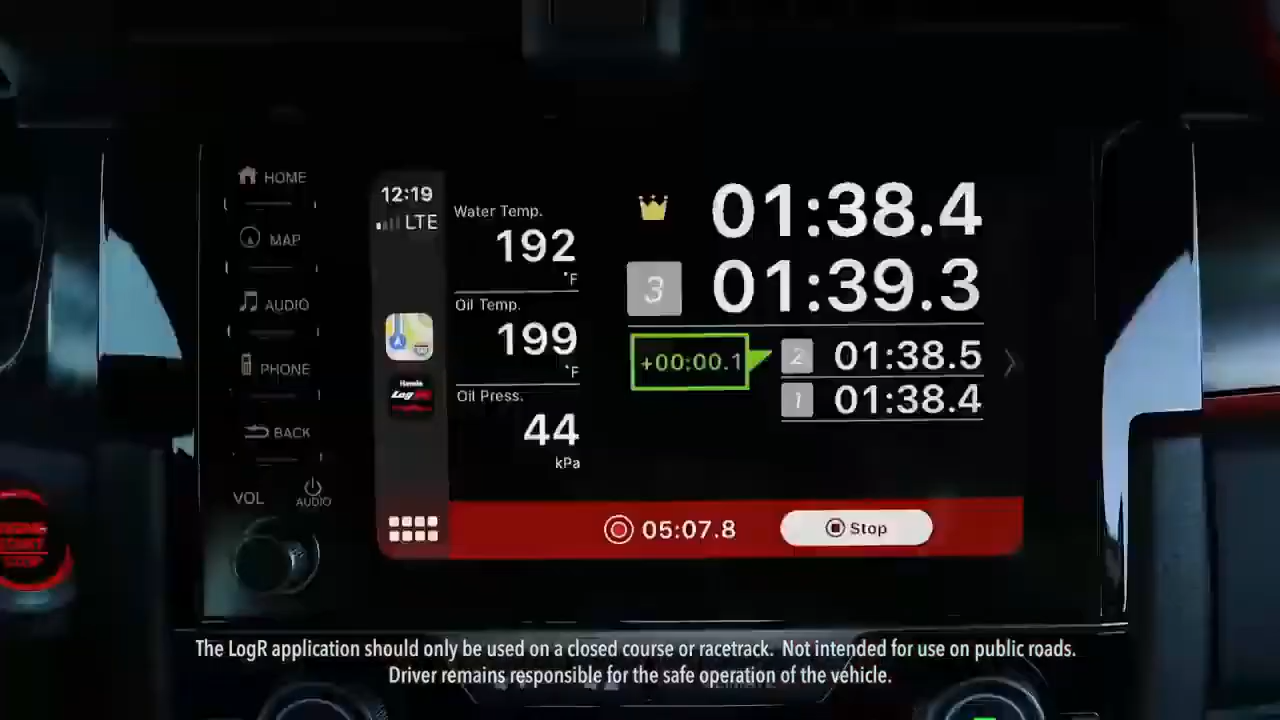 HOME
MAP
AUDIO
PHONE
BACK
VOL
AUDIO
12:19
LTE
Water Temp.
192
°F
Oil Temp.
199
°F
Oil Press.
44
kPa
01:38.4
3 01:39.3
+00:00.1
2 01:38.5
1 01:38.4
05:07.8
Stop
The LogR application should only be used on a closed course or racetrack. Not intended for use on public roads.
Driver remains responsible for the safe operation of the vehicle.